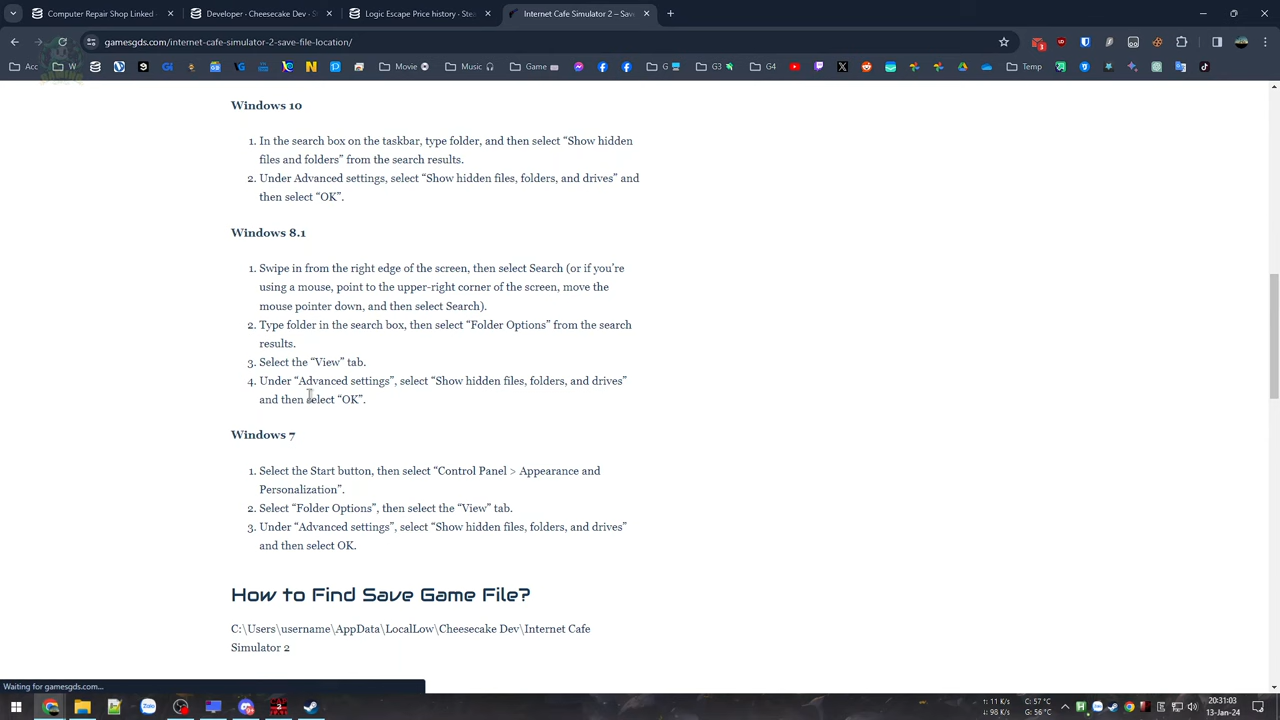 Computer Repair Shop Linked
Developer - Cheesecake Dev - St
Logic Escape Price history - Ste
Internet Cafe Simulator 2 – Sav
gamesgds.com/internet-cafe-simulator-2-save-file-location/
Acc
W
Movie
Music
Game
G
G3
G4
Temp
GAMING
Windows 10
1. In the search box on the taskbar, type folder, and then select “Show hidden
files and folders” from the search results.
2. Under Advanced settings, select “Show hidden files, folders, and drives” and
then select “OK”.
Windows 8.1
1. Swipe in from the right edge of the screen, then select Search (or if you’re
using a mouse, point to the upper-right corner of the screen, move the
mouse pointer down, and then select Search).
2. Type folder in the search box, then select “Folder Options” from the search
results.
3. Select the “View” tab.
4. Under “Advanced settings”, select “Show hidden files, folders, and drives”
and then select “OK”.
Windows 7
1. Select the Start button, then select “Control Panel > Appearance and
Personalization”.
2. Select “Folder Options”, then select the “View” tab.
3. Under “Advanced settings”, select “Show hidden files, folders, and drives”
and then select OK.
How to Find Save Game File?
C:\Users\username\AppData\LocalLow\Cheesecake Dev\Internet Cafe
Simulator 2
Waiting for gamesgds.com...
Zalo
↑: 11 K/s
↓: 98 K/s
C: 57 °C
G: 56 °C
20:31:03
13-Jan-24